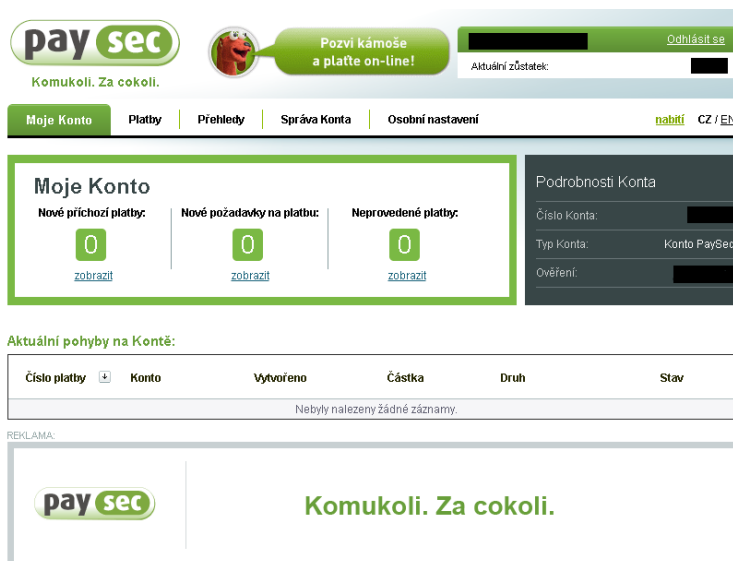 pay sec
Komukoli. Za cokoli.
Pozvi kámoše
a plaťte on-line!
Odhlásit se
Aktuální zůstatek:
Moje Konto
Platby
Přehledy
Správa Konta
Osobní nastavení
nabití
CZ / EN
Moje Konto
Nové příchozí platby:
Nové požadavky na platbu:
Neprovedené platby:
0
0
0
zobrazit
zobrazit
zobrazit
Podrobnosti Konta
Číslo Konta:
Typ Konta: Konto PaySec
Ověření:
Aktuální pohyby na Kontě:
Číslo platby Konto Vytvořeno Částka Druh Stav
Nebyly nalezeny žádné záznamy.
REKLAMA:
pay sec
Komukoli. Za cokoli.